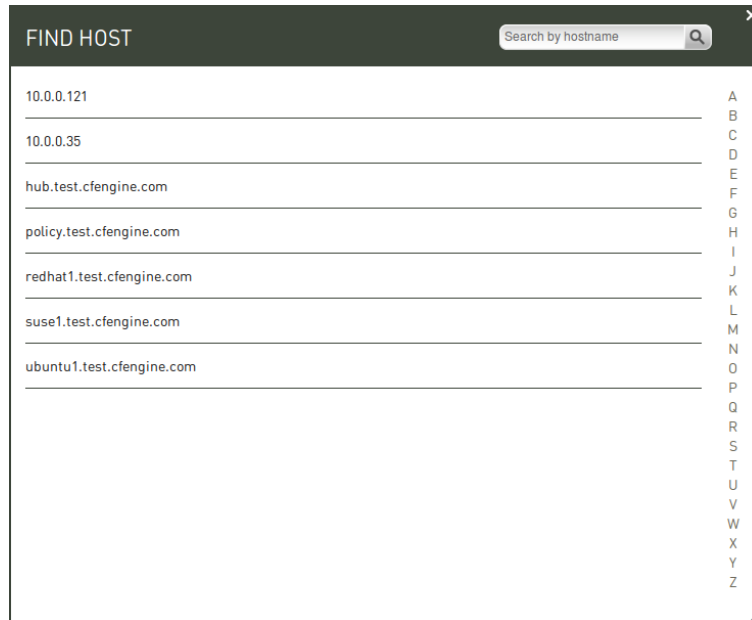 FIND HOST
Search by hostname
10.0.0.121
10.0.0.35
hub.test.cfengine.com
policy.test.cfengine.com
redhat1.test.cfengine.com
suse1.test.cfengine.com
ubuntu1.test.cfengine.com
A
B
C
D
E
F
G
H
I
J
K
L
M
N
O
P
Q
R
S
T
U
V
W
X
Y
Z